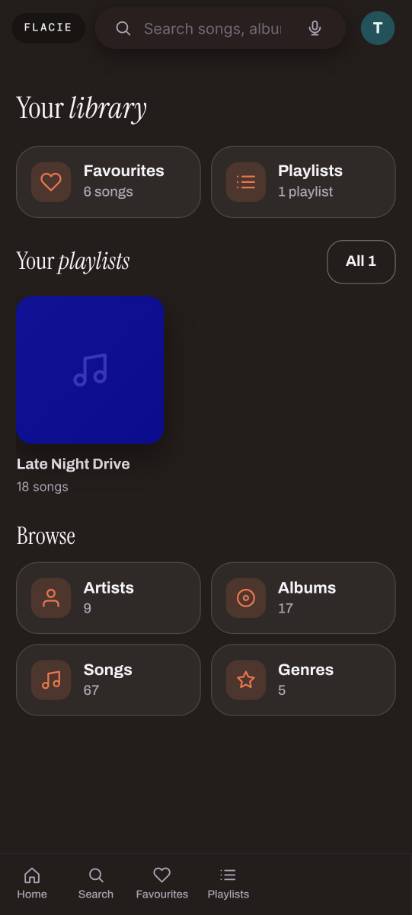 FLACIE
Search songs, albu
T
Your library
Favourites
6 songs
Playlists
1 playlist
Your playlists
All 1
Late Night Drive
18 songs
Browse
Artists
9
Albums
17
Songs
67
Genres
5
Home
Search
Favourites
Playlists